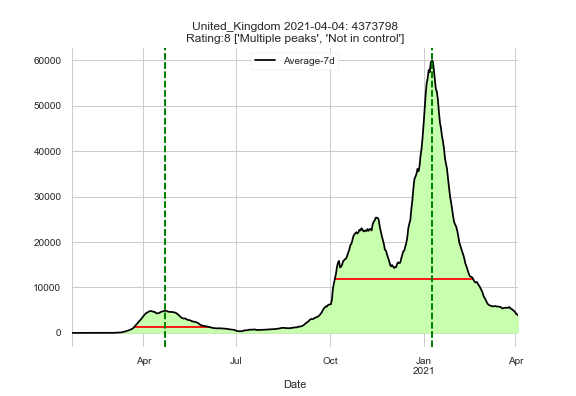 United_Kingdom 2021-04-04: 4373798
Rating:8 ['Multiple peaks', 'Not in control']
Average-7d
60000
50000
40000
30000
20000
10000
0
Apr Jul Oct Jan Apr
2021
Date